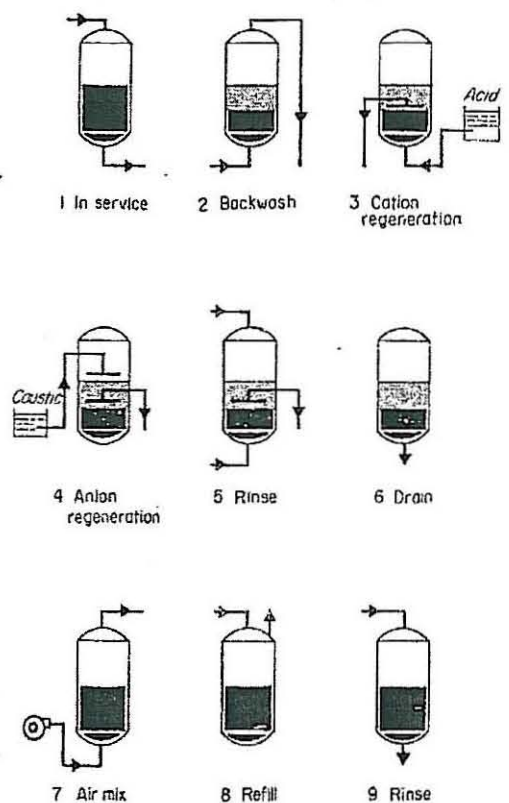 Acid
1 In service
2 Backwash
3 Cation
regeneration
Caustic
4 Anion
regeneration
5 Rinse
6 Drain
7 Air mix
8 Refill
9 Rinse